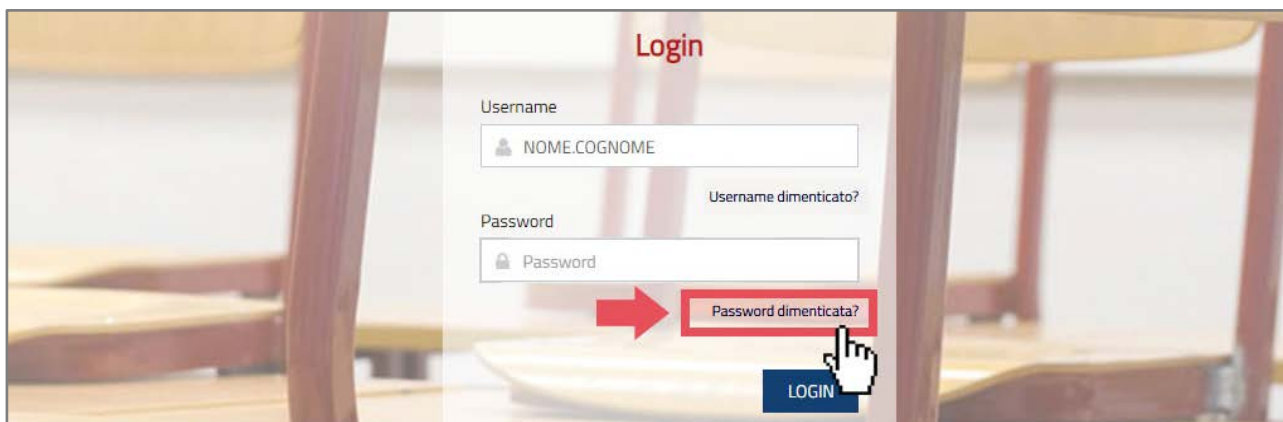 Login
Username
NOME.COGNOME
Username dimenticato?
Password
Password
Password dimenticata?
LOGIN